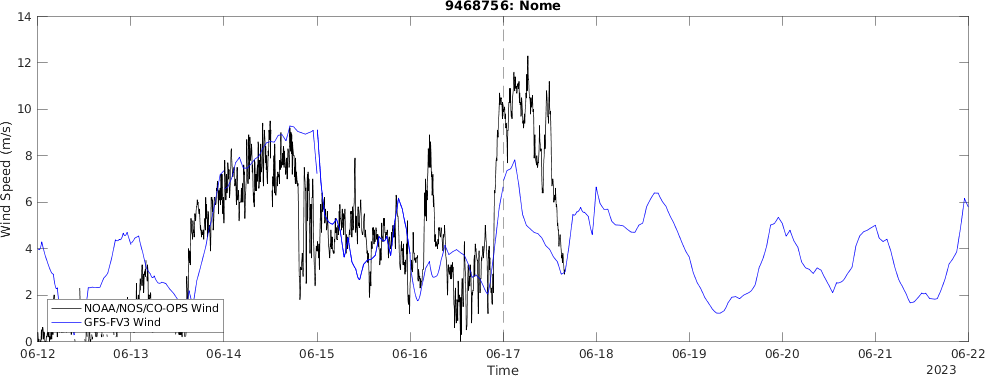 9468756: Nome
14
12
10
8
6
4
2
0
Wind Speed (m/s)
NOAA/NOS/CO-OPS Wind
GFS-FV3 Wind
06-12 06-13 06-14 06-15 06-16 06-17 06-18 06-19 06-20 06-21 06-22
Time
2023